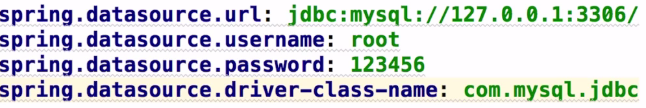 spring.datasource.url: jdbc:mysql://127.0.0.1:3306/
spring.datasource.username: root
spring.datasource.password: 123456
spring.datasource.driver-class-name: com.mysql.jdbc